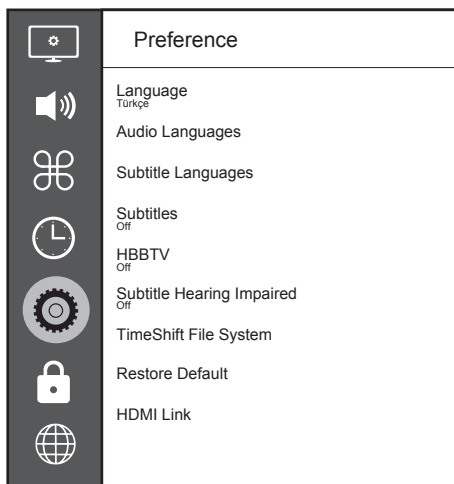 Preference
Language
Türkçe
Audio Languages
Subtitle Languages
Subtitles
Off
HBBTV
Off
Subtitle Hearing Impaired
Off
TimeShift File System
Restore Default
HDMI Link